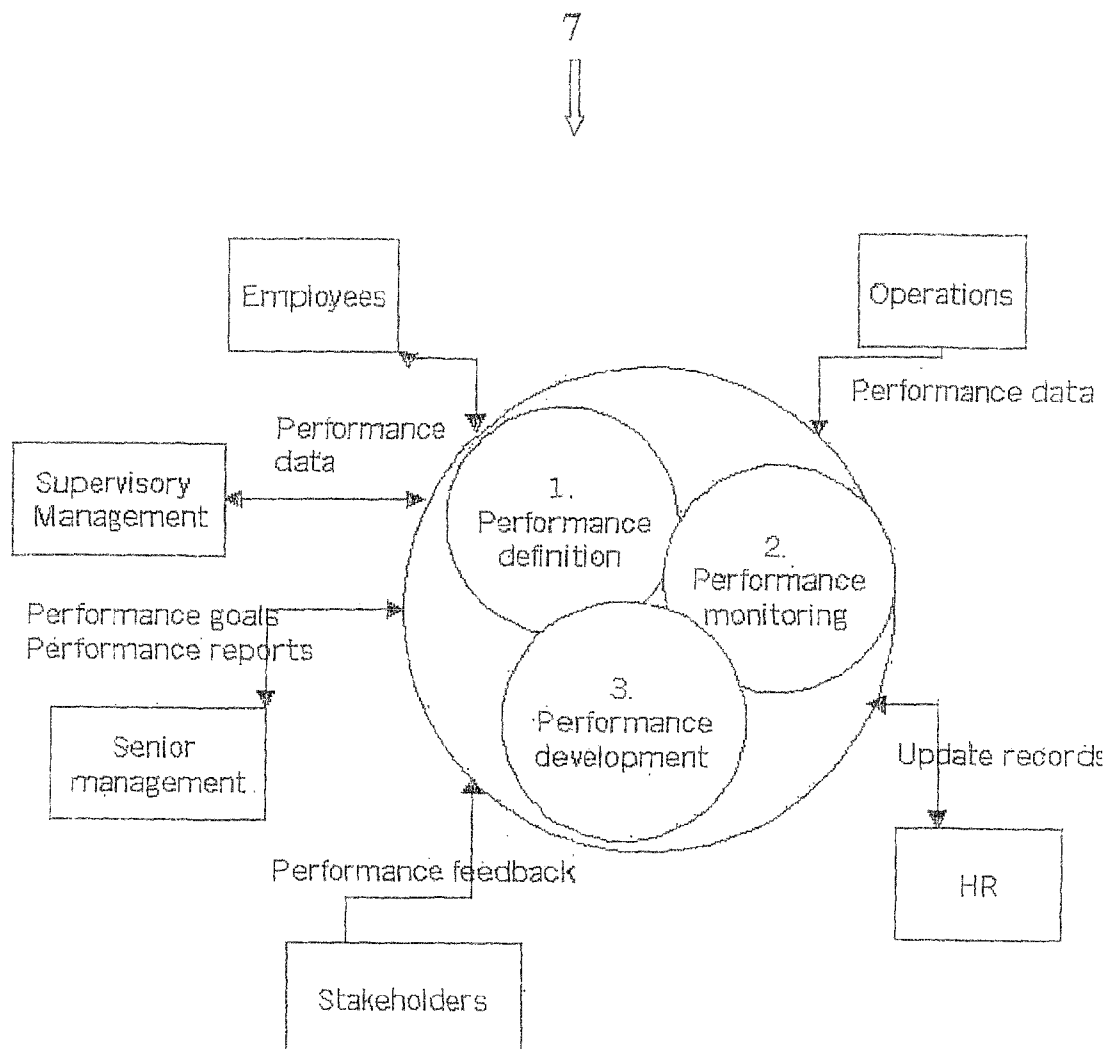 7
Employees
Operations
Performance data
Performance
data
Supervisory
Management
1.
Performance
definition
2.
Performance
monitoring
Performance goals
Performance reports
3.
Performance
development
Senior
management
Update records
Performance feedback
HR
Stakeholders